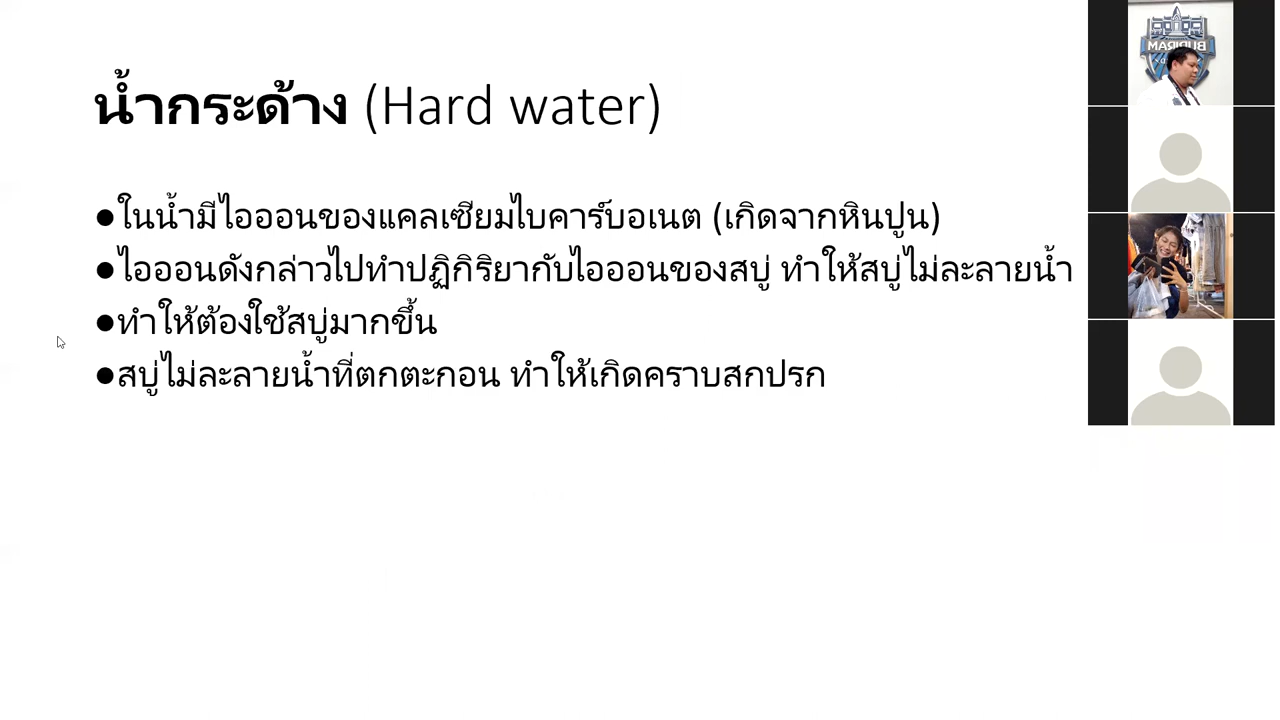 น้ำกระด้าง (Hard water)
●ในน้ำมีไอออนของแคลเซียมไบคาร์บอเนต (เกิดจากหินปูน)
●ไอออนดังกล่าวไปทำปฏิกิริยากับไอออนของสบู่ ทำให้สบู่ไม่ละลายน้ำ
●ทำให้ต้องใช้สบู่มากขึ้น
●สบู่ไม่ละลายน้ำที่ตกตะกอน ทำให้เกิดคราบสกปรก
BURIRAM